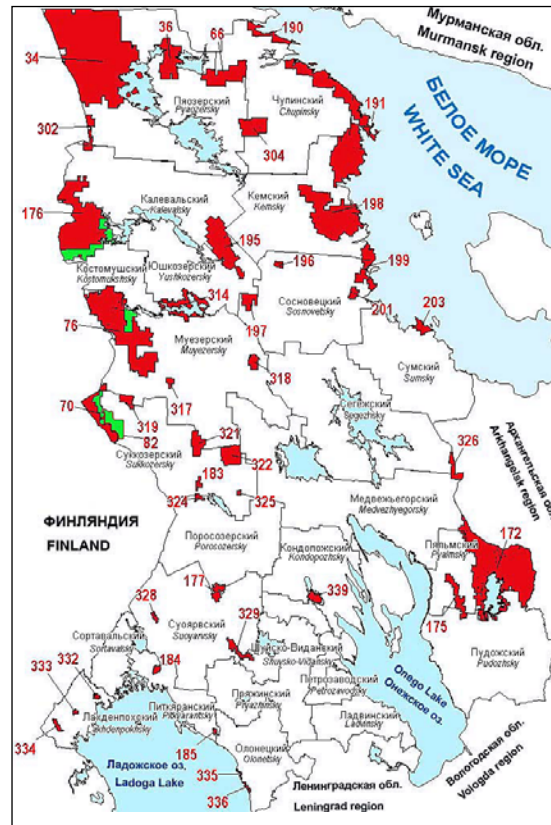 Мурманская обл.
Murmansk region
БЕЛОЕ МОРЕ
WHITE SEA
34
36
66
190
Пяозерский
Pyaozersky
Чупинский
Chupinsky
191
302
304
Калевальский
Kalevalsky
Кемский
Kemsky
176
198
195
196
199
Костомукшский
Kostomukshsky
Юшкозерский
Yushkozersky
314
Сосновецкий
Sosnovetsky
201
203
76
197
Муезерский
Muyezersky
Сумский
Sumsky
318
317
Сегежский
Segezhsky
70
319
82
Суккозерский
Sukkozersky
321
322
326
Архангельская обл.
Arkhangelsk region
183
324
325
Медвежьегорский
Medvezhyegorsky
ФИНЛЯНДИЯ
FINLAND
Поросозерский
Porosozersky
Кондопожский
Kondopozhsky
Пяльмский
Pyalmsky
172
177
339
328
Суоярвский
Suoyarvsky
329
175
Сортавальский
Sortavalsky
Шуйско-Виданский
Shuysko-Vidansky
Пудожский
Pudozhsky
184
333
332
Онego Lake
Онежское оз.
Петрозаводский
Petrozavodsky
Питкярантский
Pitkyarantsky
Пряжинский
Pryazhinsky
Лахденпохский
Lakhdenpokhsky
Ладвинский
Ladvinsky
334
185
Олонецкий
Olonetsky
Ладожское оз.
Ladoga Lake
335
336
Ленинградская обл.
Leningrad region
Вологодская обл.
Vologda region